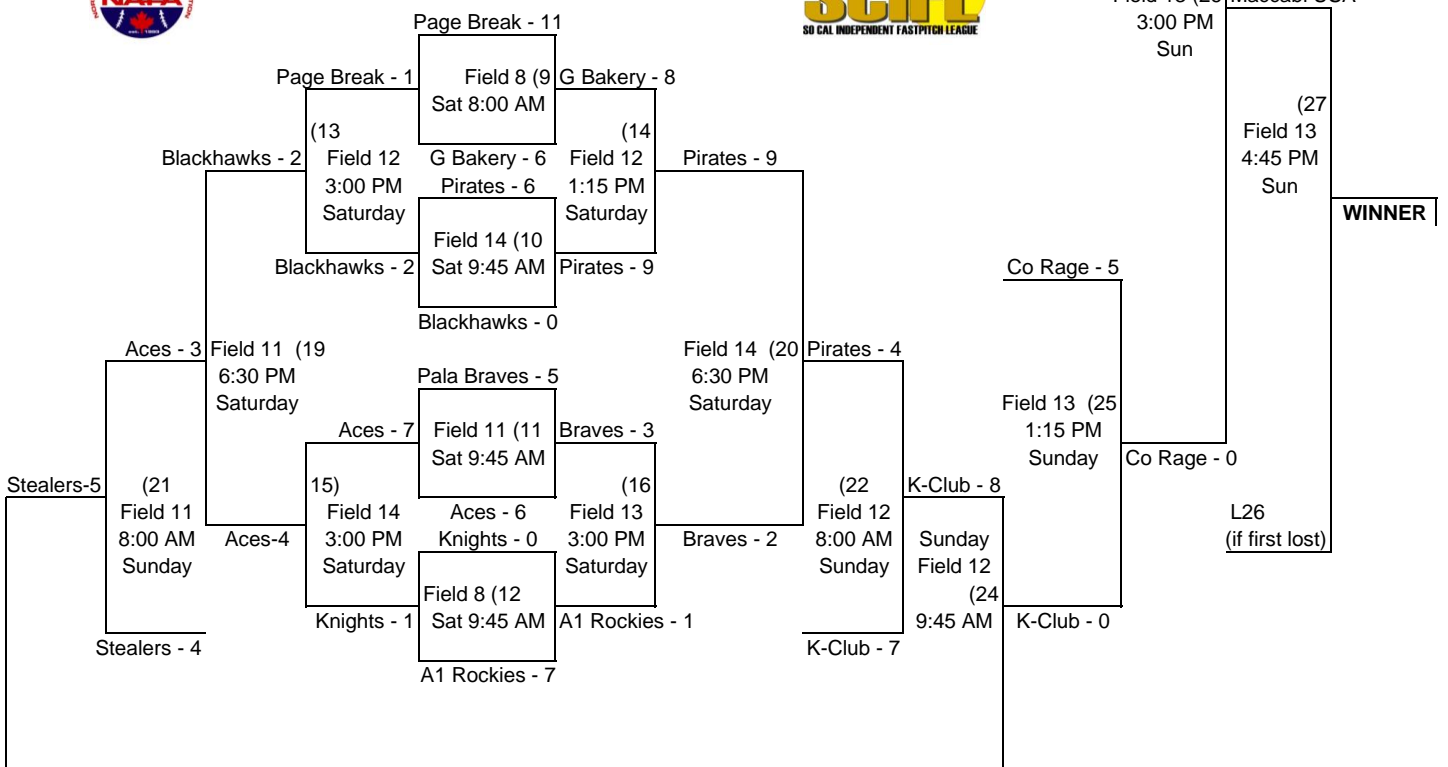 NAFA
SCIFL
SO CAL INDEPENDENT FASTPITCH LEAGUE
3:00 PM
Sun
Page Break - 11
Page Break - 1
Field 8 (9
Sat 8:00 AM
G Bakery - 8
(13
Field 12
3:00 PM
Saturday
Blackhawks - 2
G Bakery - 6
Pirates - 6
(14
Field 12
1:15 PM
Saturday
Pirates - 9
(27
Field 13
4:45 PM
Sun
WINNER
Field 14 (10
Sat 9:45 AM
Blackhawks - 2
Pirates - 9
Blackhawks - 0
Co Rage - 5
Aces - 3
Field 11 (19
6:30 PM
Saturday
Field 14 (20
6:30 PM
Saturday
Pirates - 4
Pala Braves - 5
Aces - 7
Field 11 (11
Sat 9:45 AM
Braves - 3
Field 13 (25
1:15 PM
Sunday
Co Rage - 0
Stealers-5
(21
Field 11
8:00 AM
Sunday
Aces-4
15)
Field 14
3:00 PM
Saturday
Aces - 6
Knights - 0
(16
Field 13
3:00 PM
Saturday
Braves - 2
(22
Field 12
8:00 AM
Sunday
K-Club - 8
Sunday
Field 12
(24
9:45 AM
L26
(if first lost)
Field 8 (12
Sat 9:45 AM
Knights - 1
A1 Rockies - 1
K-Club - 0
Stealers - 4
K-Club - 7
A1 Rockies - 7